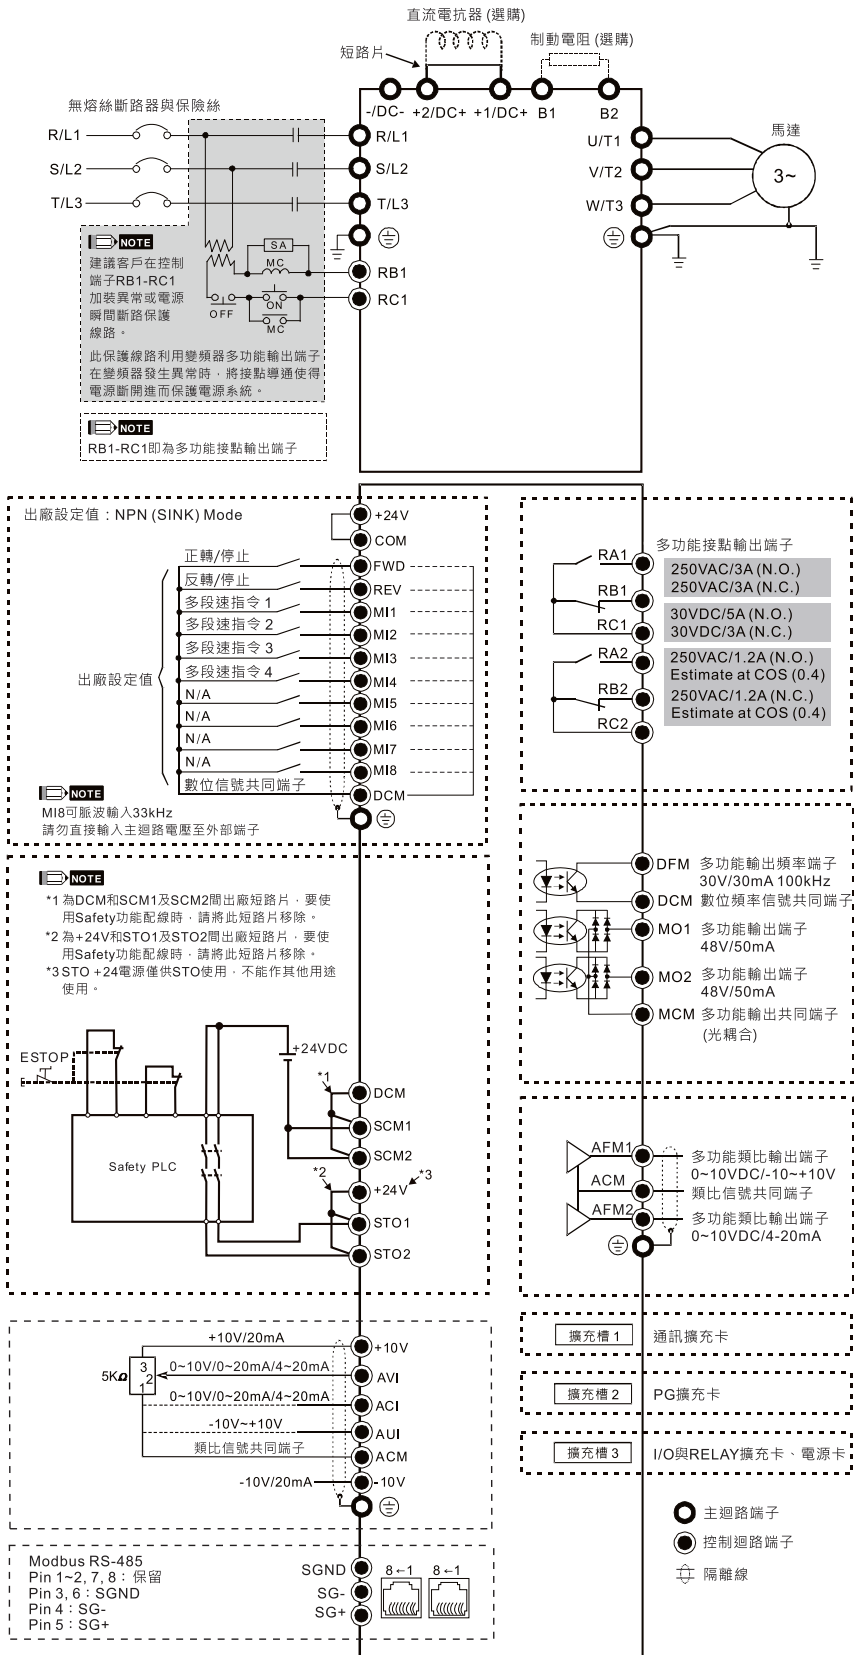 直流電抗器 (選購)
短路片
制動電阻 (選購)
無熔絲斷路器與保險絲
-/DC-
+2/DC+
+1/DC+
B1
B2
R/L1
R/L1
S/L2
S/L2
T/L3
T/L3
U/T1
V/T2
W/T3
馬達
3~
NOTE
建議客戶在控制
端子RB1-RC1
加裝異常或電源
瞬間斷路保護
線路。
SA
MC
OFF
ON
MC
RB1
RC1
此保護線路利用變頻器多功能輸出端子
在變頻器發生異常時,將接點導通使得
電源斷開進而保護電源系統。
NOTE
RB1-RC1即為多功能接點輸出端子
出廠設定值:NPN (SINK) Mode
+24V
COM
正轉/停止
FWD
反轉/停止
REV
多段速指令 1
MI1
多段速指令 2
MI2
多段速指令 3
MI3
多段速指令 4
MI4
N/A
MI5
N/A
MI6
N/A
MI7
N/A
MI8
數位信號共同端子
DCM
出廠設定值
NOTE
MI8可脈波輸入33kHz
請勿直接輸入主迴路電壓至外部端子
多功能接點輸出端子
RA1
250VAC/3A (N.O.)
250VAC/3A (N.C.)
RB1
30VDC/5A (N.O.)
RC1
30VDC/3A (N.C.)
RA2
250VAC/1.2A (N.O.)
Estimate at COS (0.4)
RB2
250VAC/1.2A (N.C.)
Estimate at COS (0.4)
RC2
NOTE
*1 為DCM和SCM1及SCM2間出廠短路片,要使
用Safety功能配線時,請將此短路片移除。
*2 為+24V和STO1及STO2間出廠短路片,要使
用Safety功能配線時,請將此短路片移除。
*3 STO +24電源僅供STO使用,不能作其他用途
使用。
ESTOP
+24VDC
Safety PLC
*1
DCM
SCM1
SCM2
*2
*3
+24V
STO1
STO2
DFM 多功能輸出頻率端子
30V/30mA 100kHz
DCM 數位頻率信號共同端子
MO1 多功能輸出端子
48V/50mA
MO2 多功能輸出端子
48V/50mA
MCM 多功能輸出共同端子
(光耦合)
AFM1
多功能類比輸出端子
0~10VDC/-10~+10V
ACM
類比信號共同端子
AFM2
多功能類比輸出端子
0~10VDC/4-20mA
+10V/20mA
+10V
5KΩ
3
2
1
0~10V/0~20mA/4~20mA
AVI
0~10V/0~20mA/4~20mA
ACI
-10V~+10V
AUI
類比信號共同端子
ACM
-10V/20mA
-10V
擴充槽 1
通訊擴充卡
擴充槽 2
PG擴充卡
擴充槽 3
I/O與RELAY擴充卡、電源卡
主迴路端子
控制迴路端子
隔離線
Modbus RS-485
Pin 1~2, 7, 8:保留
Pin 3, 6:SGND
Pin 4:SG-
Pin 5:SG+
SGND
SG-
SG+
8←1
8←1